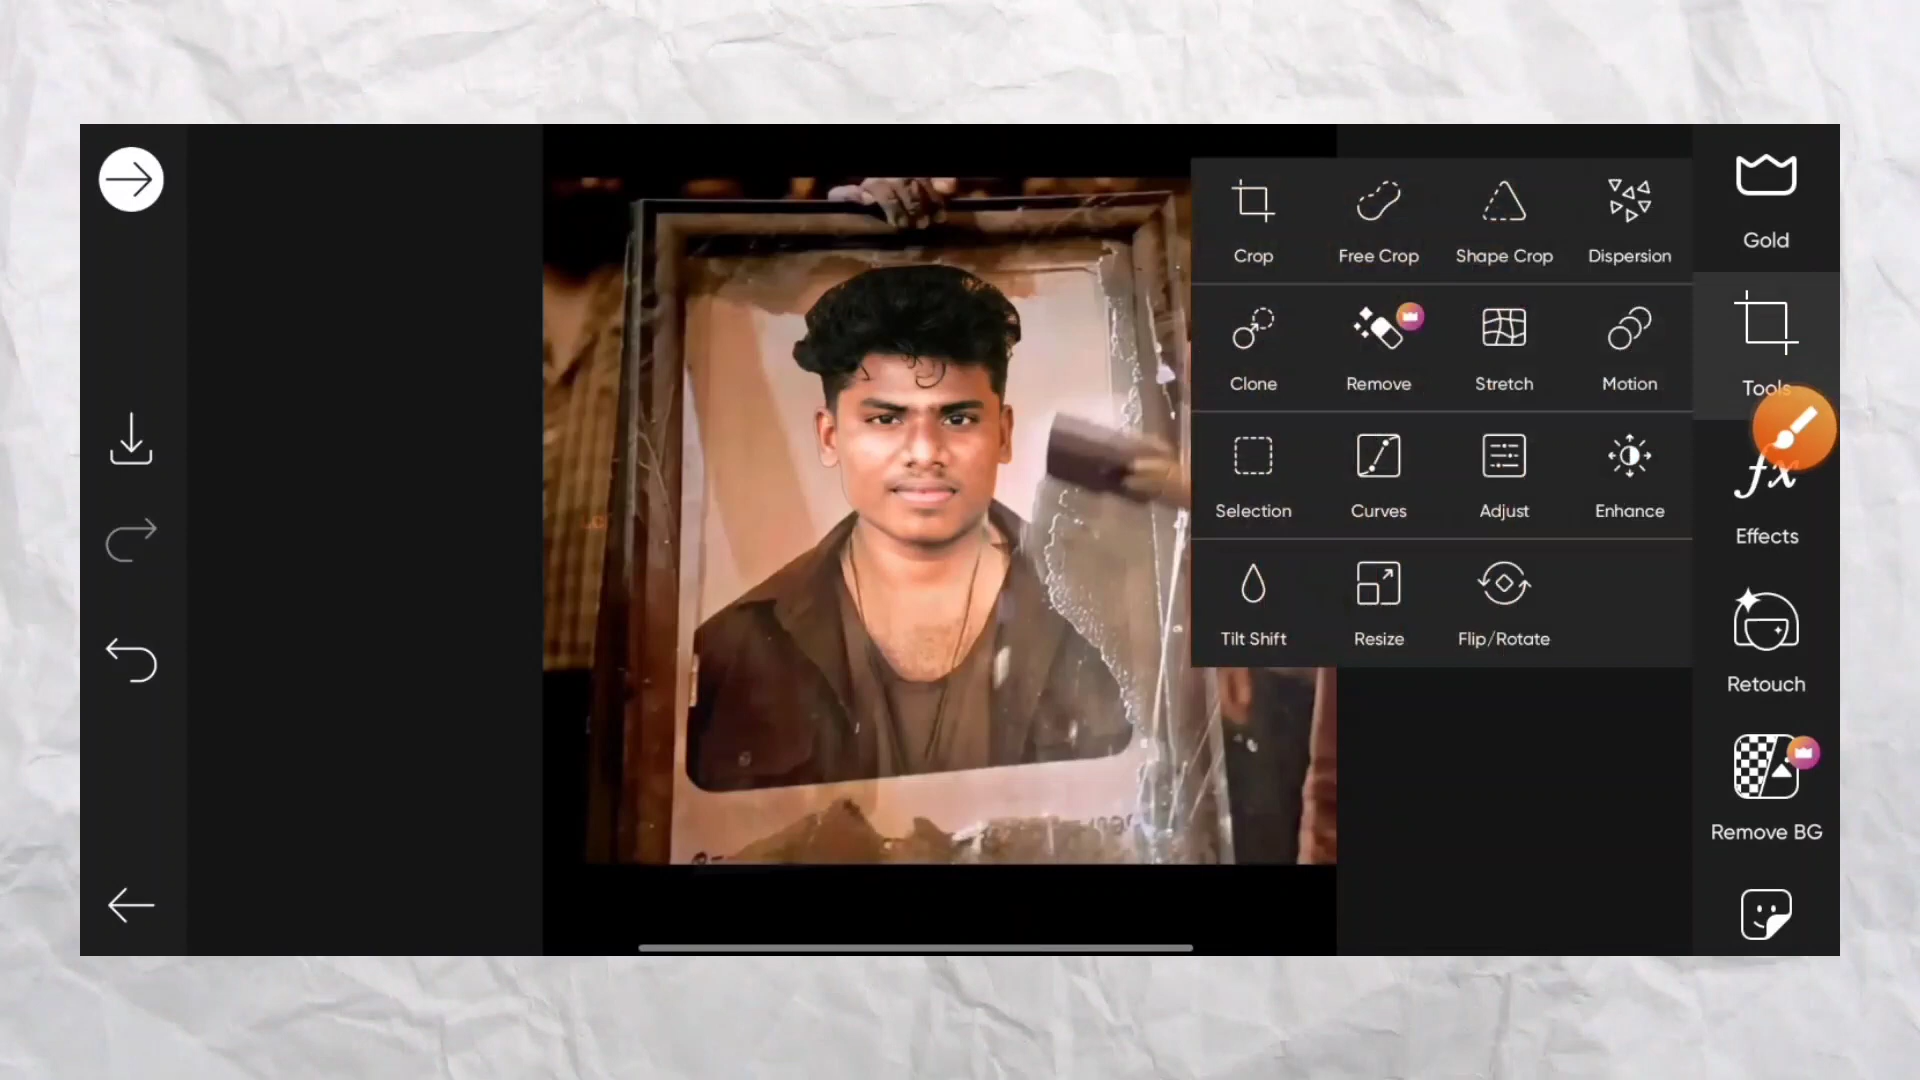 Crop Free Crop Shape Crop Dispersion
Clone Remove Stretch Motion
Selection Curves Adjust Enhance
Tilt Shift Resize Flip/Rotate
Gold
Tools
Effects
Retouch
Remove BG